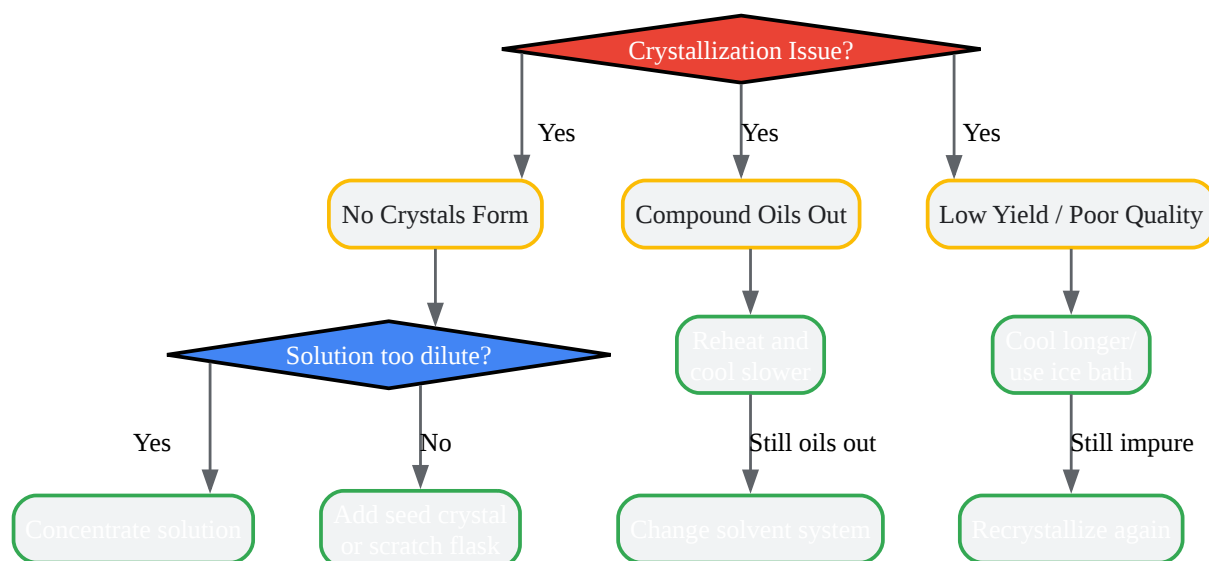 Crystallization Issue?
Yes
Yes
Yes
No Crystals Form
Compound Oils Out
Low Yield / Poor Quality
Solution too dilute?
Reheat and
cool slower
Cool longer/
use ice bath
Yes
No
Still oils out
Still impure
Concentrate solution
Add seed crystal
or scratch flask
Change solvent system
Recrystallize again